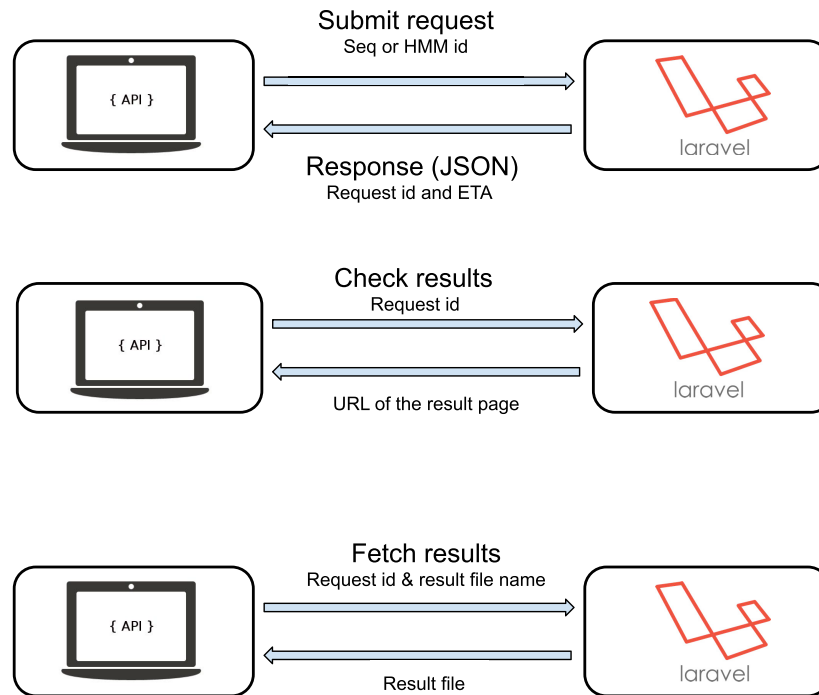 Submit request
Seq or HMM id
{ API }
laravel
Response (JSON)
Request id and ETA
Check results
Request id
{ API }
laravel
URL of the result page
Fetch results
Request id & result file name
{ API }
laravel
Result file